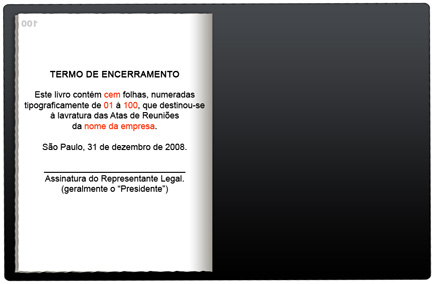 100
TERMO DE ENCERRAMENTO
Este livro contém cem folhas, numeradas
tipograficamente de 01 à 100, que destinou-se
à lavratura das Atas de Reuniões
da nome da empresa.
São Paulo, 31 de dezembro de 2008.
Assinatura do Representante Legal.
(geralmente o “Presidente”)